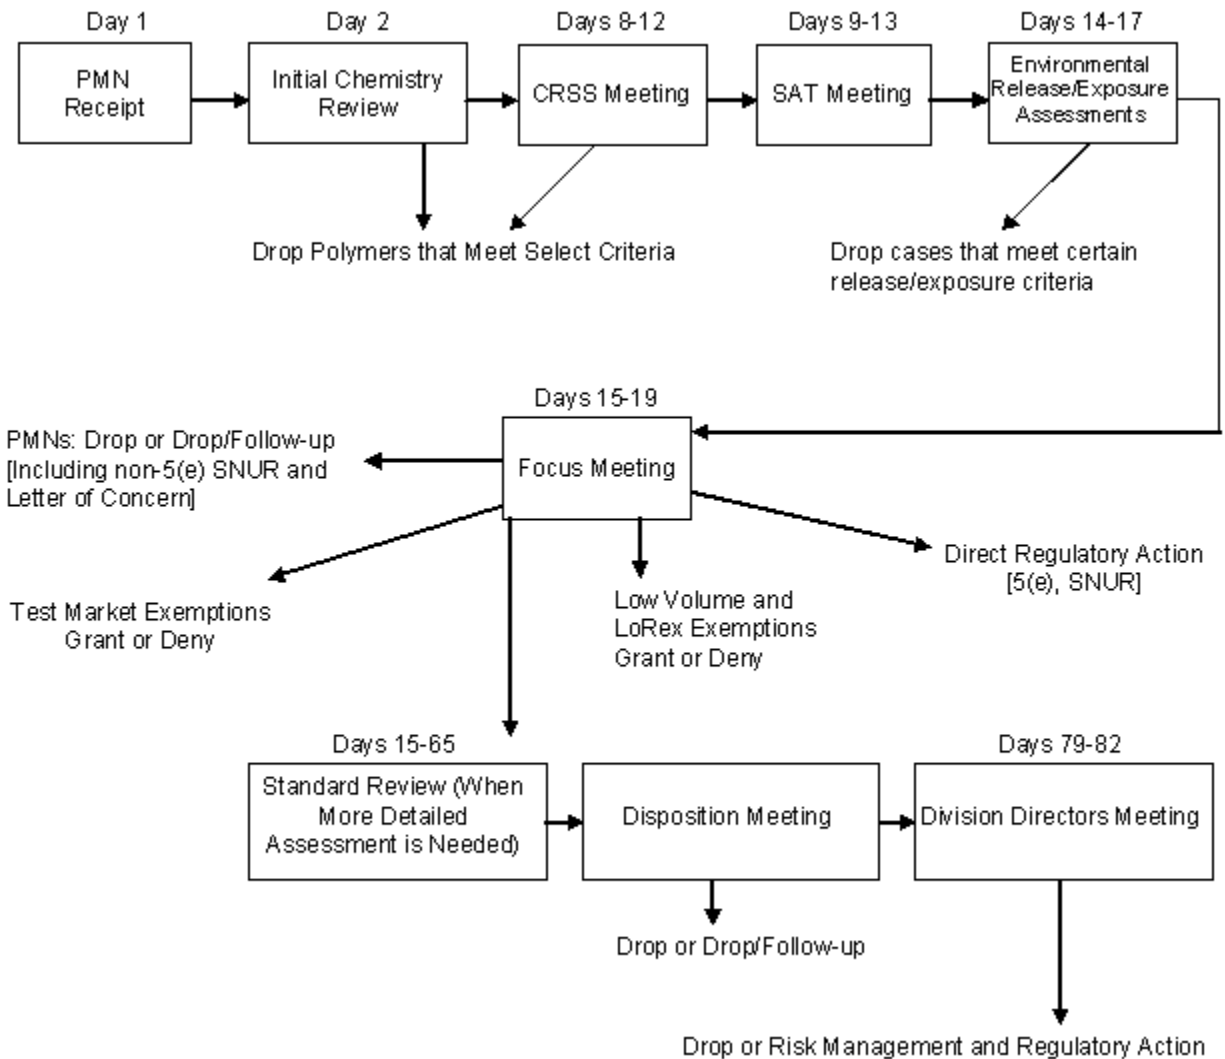 Day 1
Day 2
Days 8-12
Days 9-13
Days 14-17
PMN
Receipt
Initial Chemistry
Review
CRSS Meeting
SAT Meeting
Environmental
Release/Exposure
Assessments
Drop Polymers that Meet Select Criteria
Drop cases that meet certain
release/exposure criteria
Days 15-19
Focus Meeting
PMNs: Drop or Drop/Follow-up
[Including non-5(e) SNUR and
Letter of Concern]
Test Market Exemptions
Grant or Deny
Low Volume and
LoRex Exemptions
Grant or Deny
Direct Regulatory Action
[5(e), SNUR]
Days 15-65
Standard Review (When
More Detailed
Assessment is Needed)
Disposition Meeting
Days 79-82
Division Directors Meeting
Drop or Drop/Follow-up
Drop or Risk Management and Regulatory Action